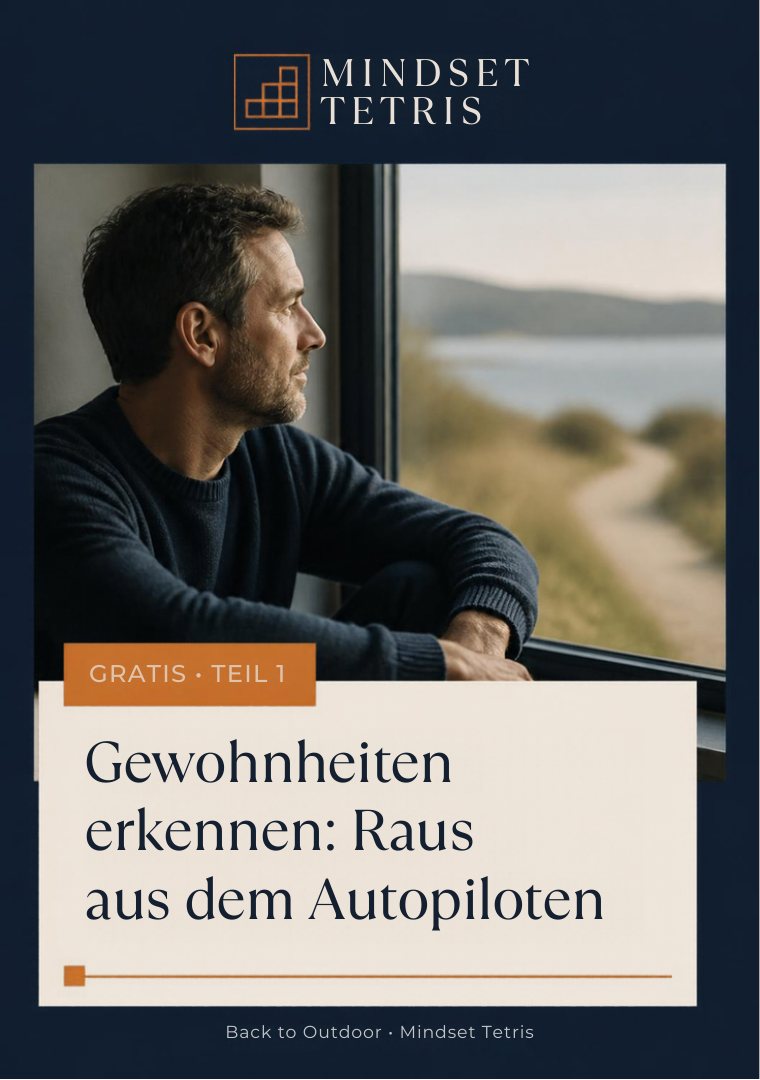 MINDSET
TETRIS
GRATIS • TEIL 1
Gewohnheiten
erkennen: Raus
aus dem Autopiloten
Back to Outdoor • Mindset Tetris